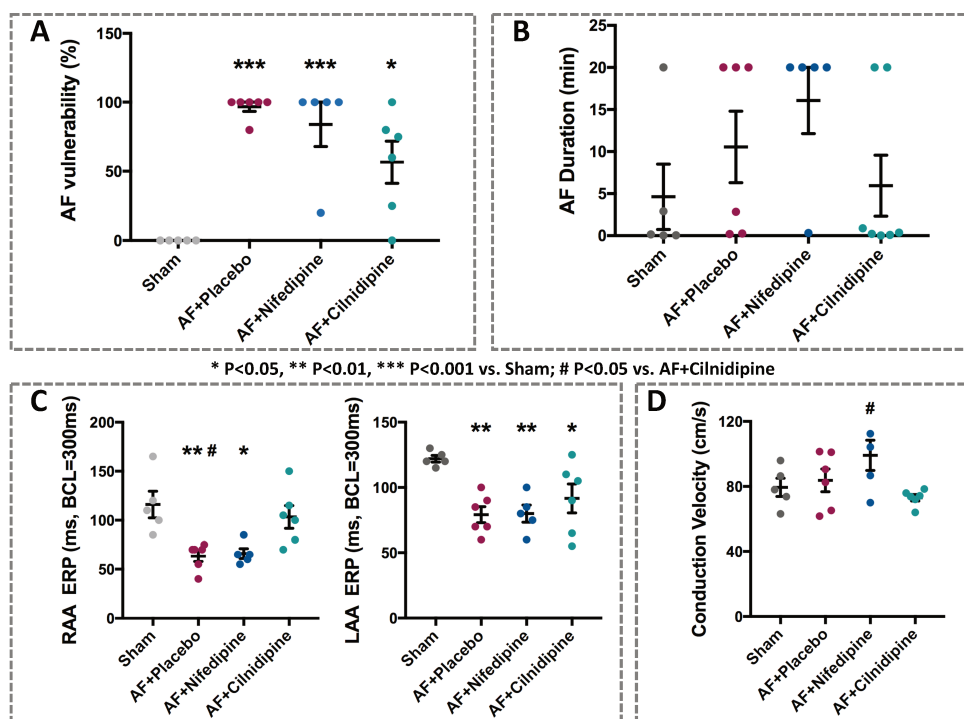 A
AF vulnerability (%)
150
100
50
0
***
***
*
Sham
AF+Placebo
AF+Nifedipine
AF+Cilnidipine
B
AF Duration (min)
20
15
10
5
0
Sham
AF+Placebo
AF+Nifedipine
AF+Cilnidipine
* P<0.05, ** P<0.01, *** P<0.001 vs. Sham; # P<0.05 vs. AF+Cilnidipine
C
RAA ERP (ms, BCL=300ms)
200
150
100
50
0
** #
*
Sham
AF+Placebo
AF+Nifedipine
AF+Cilnidipine
LAA ERP (ms, BCL=300ms)
150
100
50
0
**
**
*
Sham
AF+Placebo
AF+Nifedipine
AF+Cilnidipine
D
Conduction Velocity (cm/s)
120
80
40
0
#
Sham
AF+Placebo
AF+Nifedipine
AF+Cilnidipine